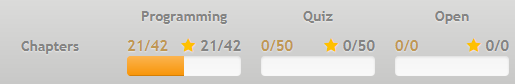 Programming Quiz Open
Chapters 21/42 ★ 21/42 0/50 ★ 0/50 0/0 ★ 0/0